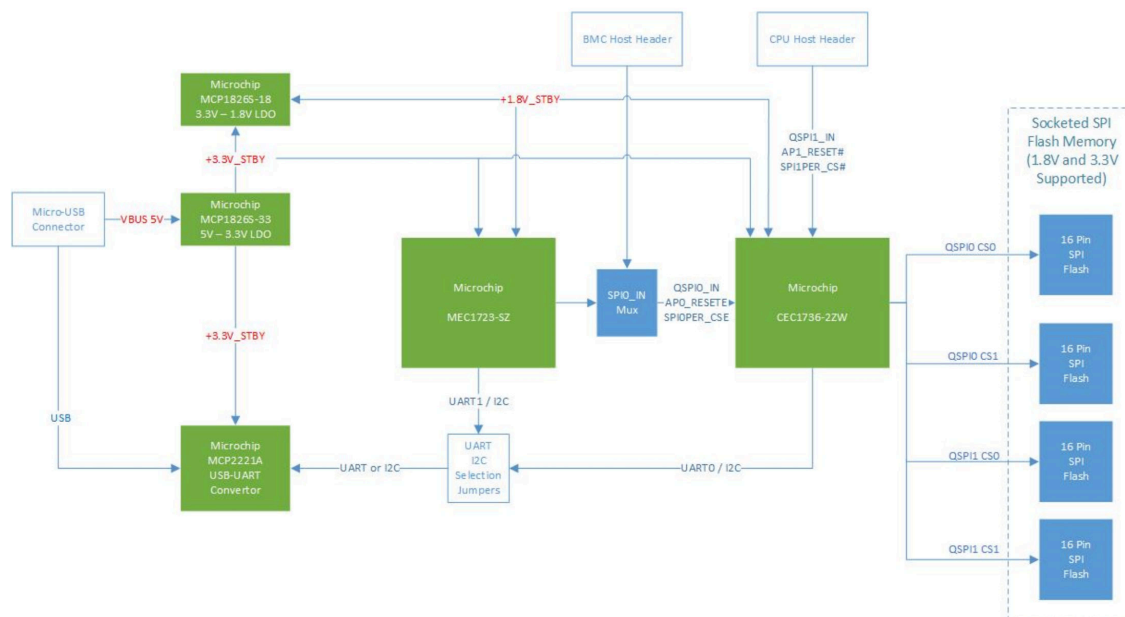 BMC Host Header
CPU Host Header
Microchip
MCP1826S-18
3.3V – 1.8V LDO
+1.8V_STBY
QSPI1_IN
AP1_RESET#
SPI1PER_CS#
Socketed SPI
Flash Memory
(1.8V and 3.3V
Supported)
+3.3V_STBY
Micro-USB
Connector
VBUS 5V
Microchip
MCP1826S-33
5V – 3.3V LDO
16 Pin
SPI
Flash
QSPI0 CS0
Microchip
MEC1723-SZ
SPI0_IN
Mux
QSPI0_IN
AP0_RESETE
SPI0PER_CSE
Microchip
CEC1736-2ZW
+3.3V_STBY
QSPI0 CS1
16 Pin
SPI
Flash
UART1 / I2C
USB
Microchip
MCP2221A
USB-UART
Convertor
UART or I2C
UART
I2C
Selection
Jumpers
UART0 / I2C
QSPI1 CS0
16 Pin
SPI
Flash
QSPI1 CS1
16 Pin
SPI
Flash